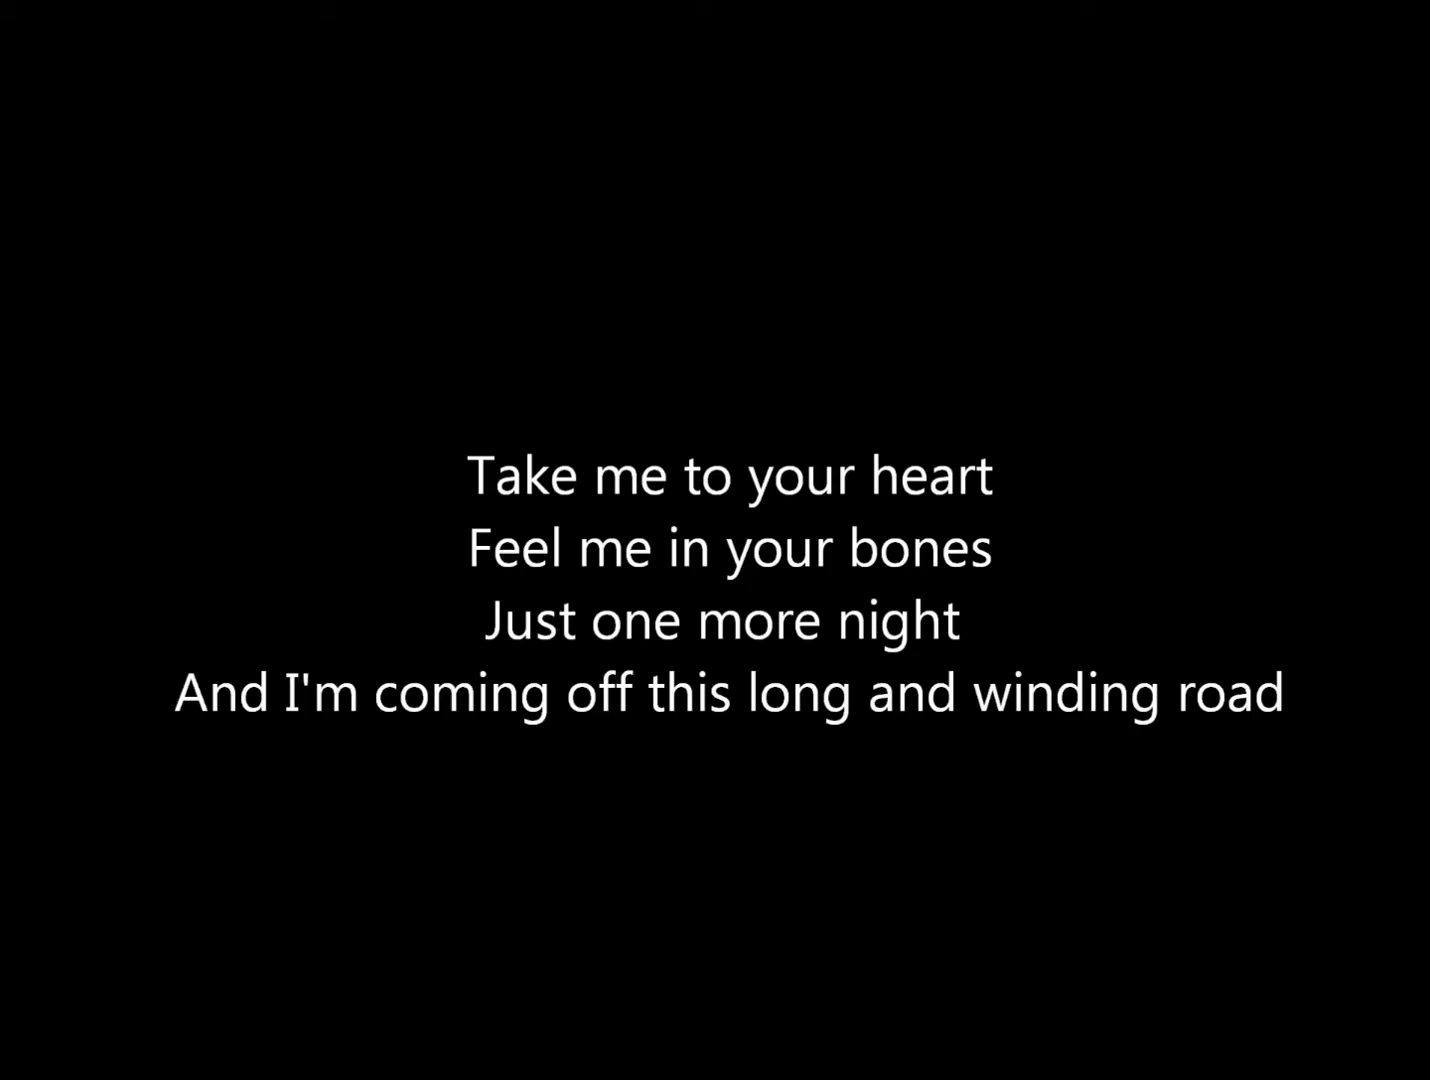 Take me to your heart
Feel me in your bones
Just one more night
And I'm coming off this long and winding road